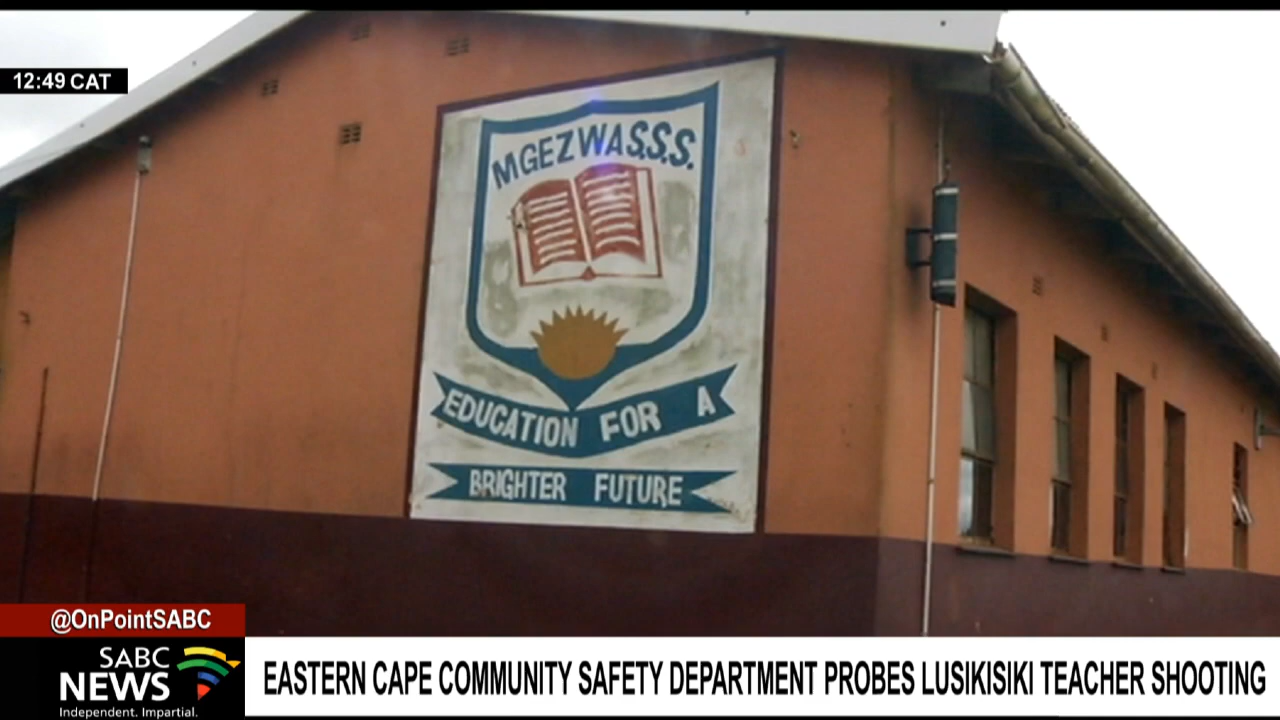 12:49 CAT
MGEZWA S.S.S.
EDUCATION FOR A
BRIGHTER FUTURE
@OnPointSABC
SABC
NEWS
Independent. Impartial.
EASTERN CAPE COMMUNITY SAFETY DEPARTMENT PROBES LUSIKISIKI TEACHER SHOOTING